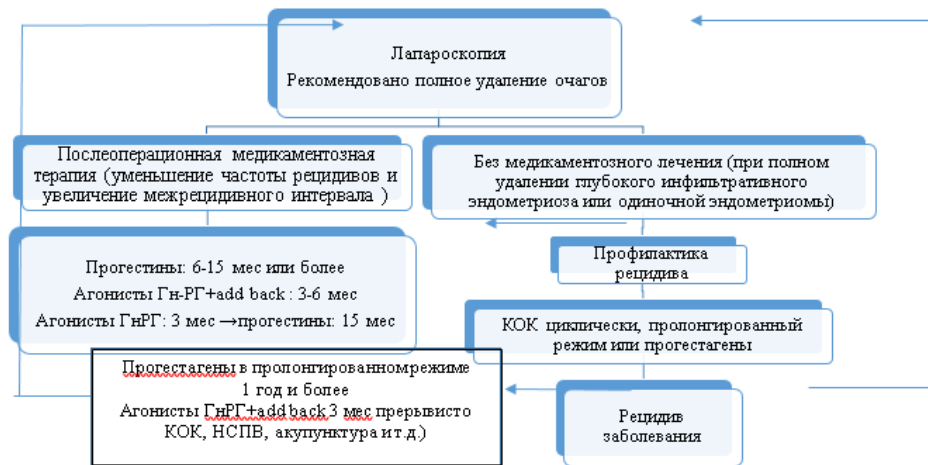 Лапароскопия
Рекомендовано полное удаление очагов
Послеоперационная медикаментозная
терапия (уменьшение частоты рецидивов и
увеличение межрецидивного интервала )
Прогестины: 6-15 мес или более
Агонисты Гн-РГ+add back : 3-6 мес
Агонисты ГнРГ: 3 мес →прогестины: 15 мес
Прогестагены в пролонгированномрежиме
1 год и более
Агонисты ГнРГ+add back 3 мес прерывисто
КОК, НСПВ, акупунктура и т.д.)
Без медикаментозного лечения (при полном
удалении глубокого инфильтративного
эндометриоза или одиночной эндометриомы)
Профилактика
рецидива
КОК циклически, пролонгированный
режим или прогестагены
Рецидив
заболевания